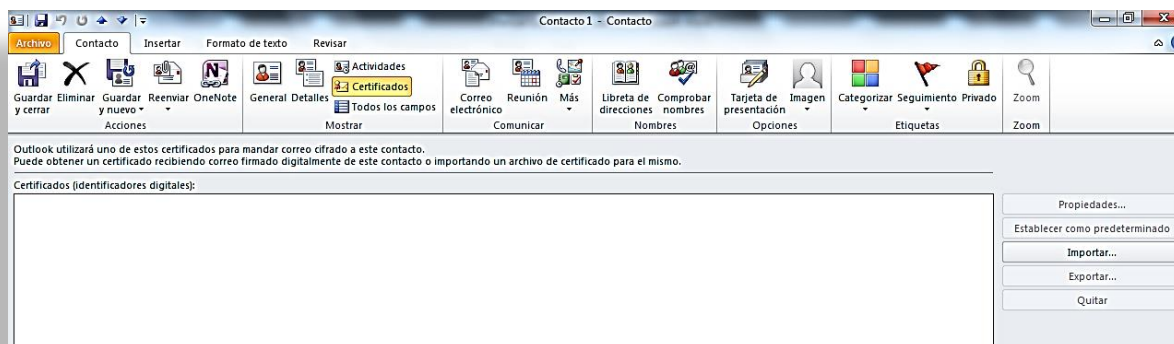 Contacto 1 - Contacto
Archivo Contacto Insertar Formato de texto Revisar
Guardar y cerrar
Eliminar
Guardar y nuevo
Reenviar
OneNote
Acciones
General
Detalles
Actividades
Certificados
Todos los campos
Mostrar
Correo electrónico
Reunión
Más
Comunicar
Libreta de direcciones
Comprobar nombres
Nombres
Tarjeta de presentación
Imagen
Opciones
Categorizar
Seguimiento
Privado
Etiquetas
Zoom
Zoom
Outlook utilizará uno de estos certificados para mandar correo cifrado a este contacto.
Puede obtener un certificado recibiendo correo firmado digitalmente de este contacto o importando un archivo de certificado para el mismo.
Certificados (identificadores digitales):
Propiedades...
Establecer como predeterminado
Importar...
Exportar...
Quitar